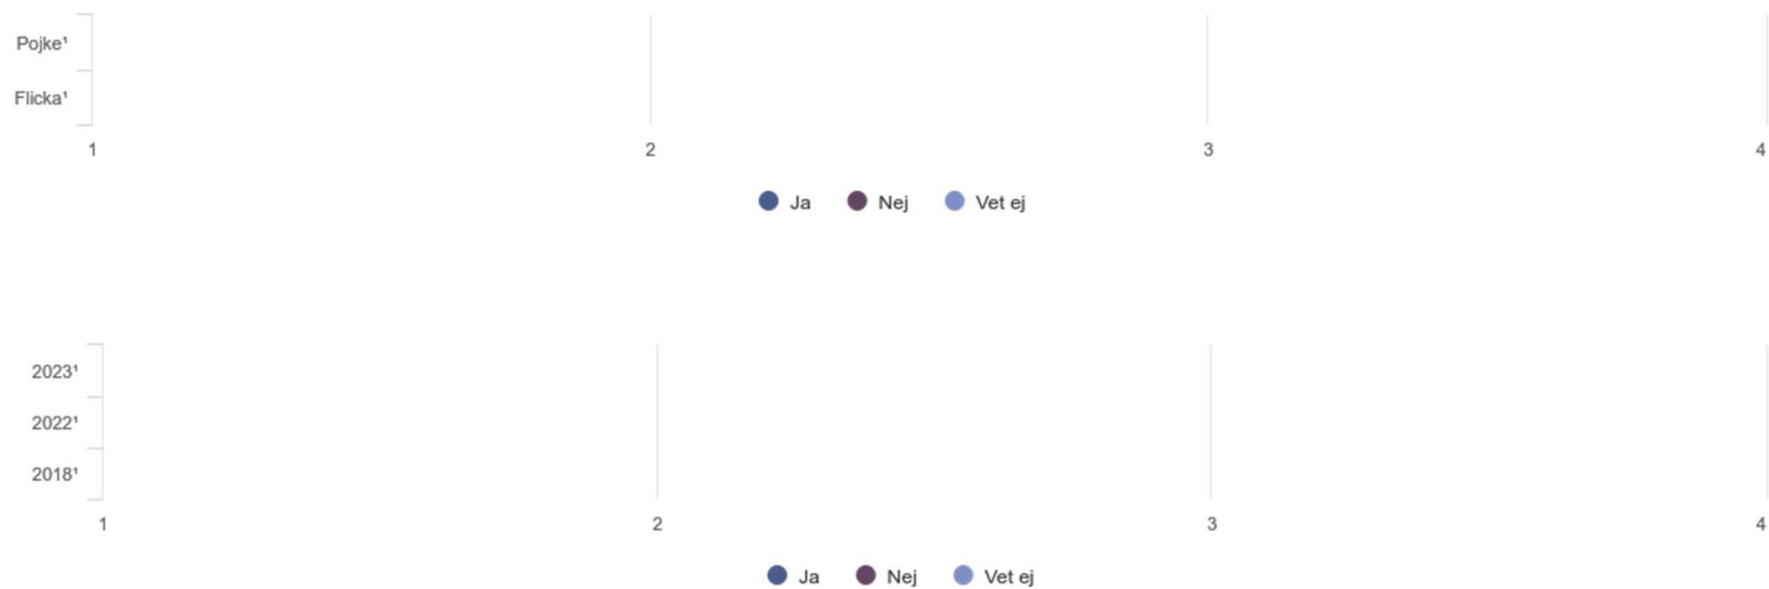 Pojke¹
Flicka¹
1 2 3 4
Ja Nej Vet ej
2023¹
2022¹
2018¹
1 2 3 4
Ja Nej Vet ej